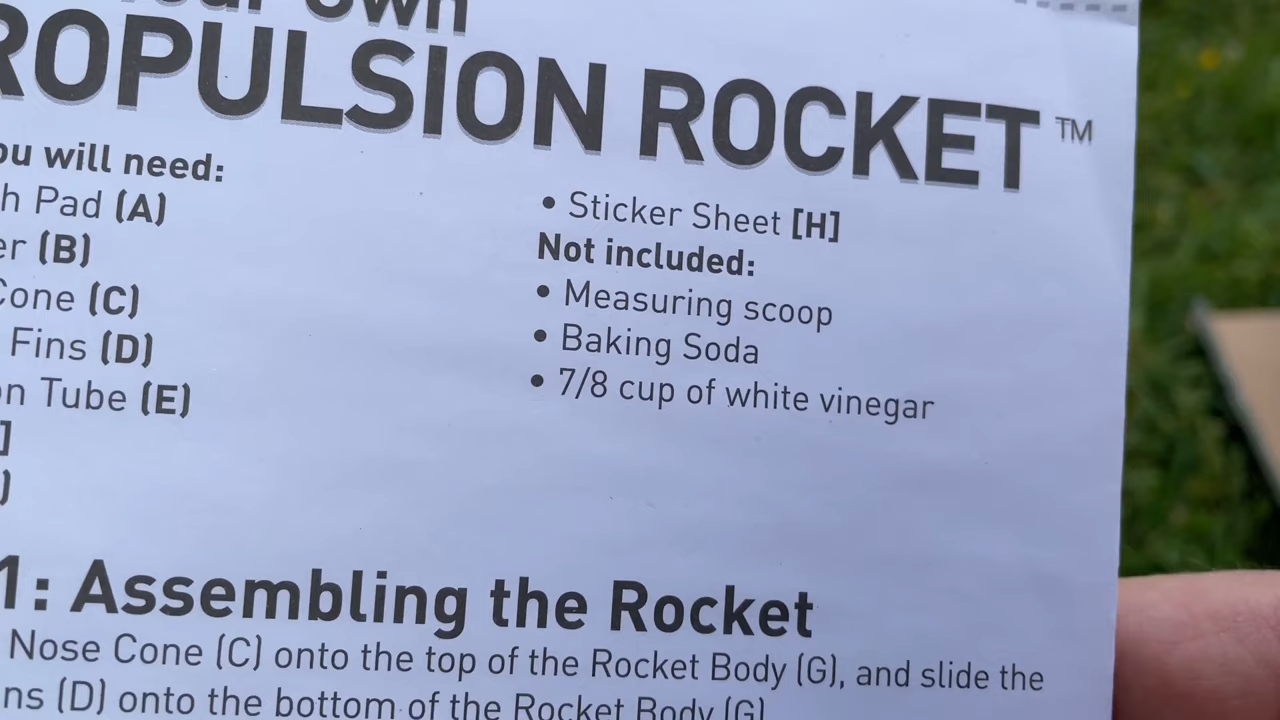 Own
ROPULSION ROCKET™
ou will need:
h Pad (A)
er (B)
Cone (C)
Fins (D)
on Tube (E)
]
)
• Sticker Sheet [H]
Not included:
• Measuring scoop
• Baking Soda
• 7/8 cup of white vinegar
1: Assembling the Rocket
Nose Cone (C) onto the top of the Rocket Body (G), and slide the
ns (D) onto the bottom of the Rocket Body (G)